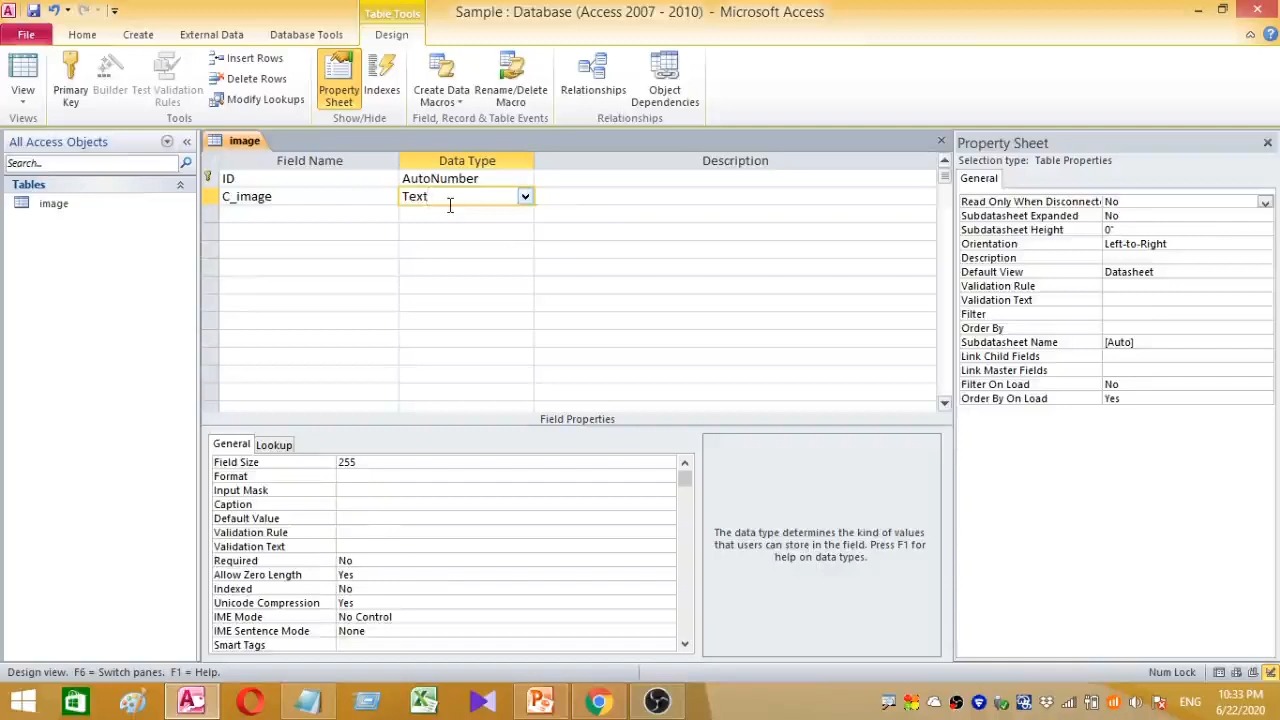 Table Tools
Sample : Database (Access 2007 - 2010) - Microsoft Access
File Home Create External Data Database Tools Design
View
Primary Key
Builder
Test Validation Rules
Insert Rows
Delete Rows
Modify Lookups
Property Sheet
Indexes
Create Data Macros
Rename/Delete Macro
Relationships
Object Dependencies
Views Tools Show/Hide Field, Record & Table Events Relationships
All Access Objects
Search...
Tables
image
image
Field Name Data Type Description
ID AutoNumber
C_image Text
Field Properties
General Lookup
Field Size 255
Format
Input Mask
Caption
Default Value
Validation Rule
Validation Text
Required No
Allow Zero Length Yes
Indexed No
Unicode Compression Yes
IME Mode No Control
IME Sentence Mode None
Smart Tags
The data type determines the kind of values
that users can store in the field. Press F1 for
help on data types.
Property Sheet
Selection type: Table Properties
General
Read Only When Disconnect No
Subdatasheet Expanded No
Subdatasheet Height 0"
Orientation Left-to-Right
Description
Default View Datasheet
Validation Rule
Validation Text
Filter
Order By
Subdatasheet Name [Auto]
Link Child Fields
Link Master Fields
Filter On Load No
Order By On Load Yes
Design view. F6 = Switch panes. F1 = Help.
Num Lock
ENG
10:33 PM
6/22/2020